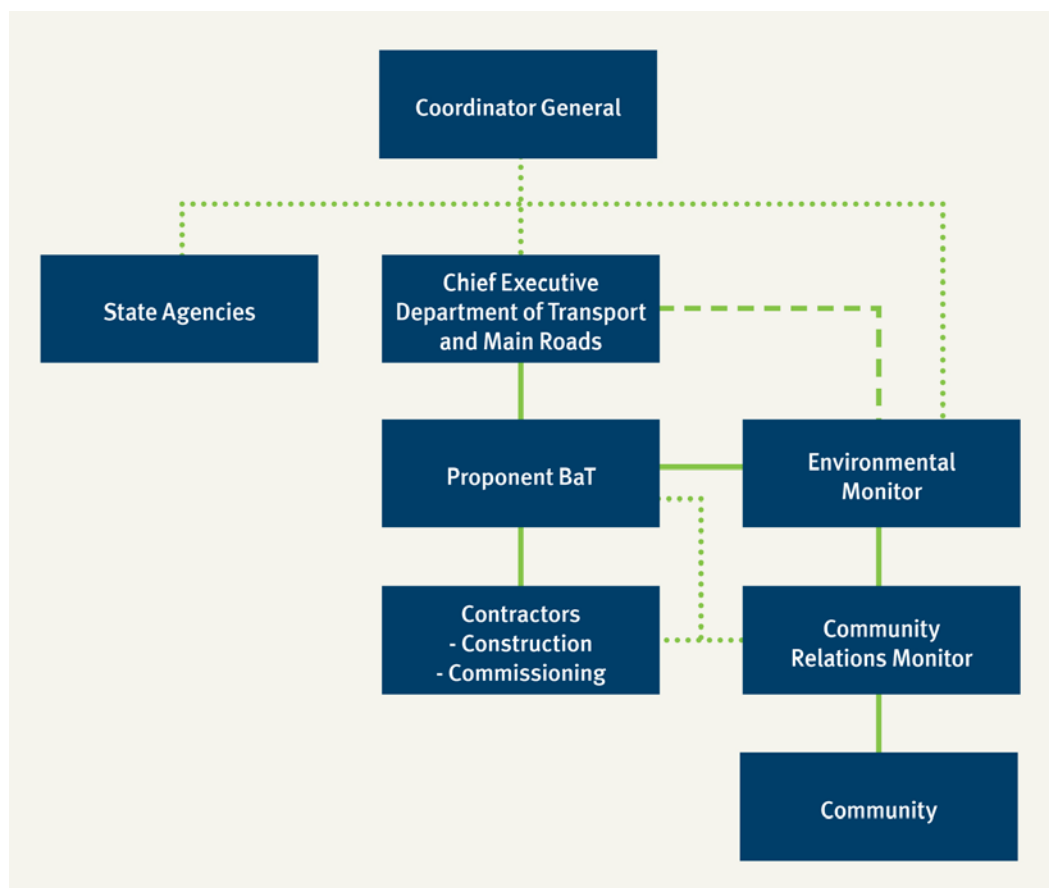 Coordinator General
State Agencies
Chief Executive
Department of Transport
and Main Roads
Proponent BaT
Environmental
Monitor
Contractors
- Construction
- Commissioning
Community
Relations Monitor
Community